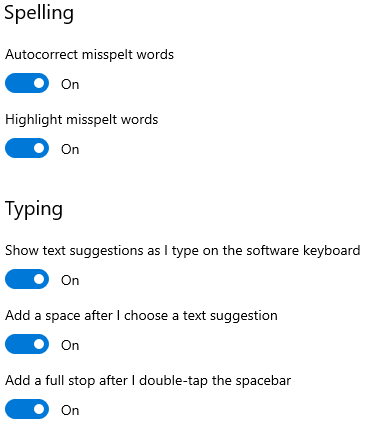 Spelling
Autocorrect misspelt words
On
Highlight misspelt words
On
Typing
Show text suggestions as I type on the software keyboard
On
Add a space after I choose a text suggestion
On
Add a full stop after I double-tap the spacebar
On